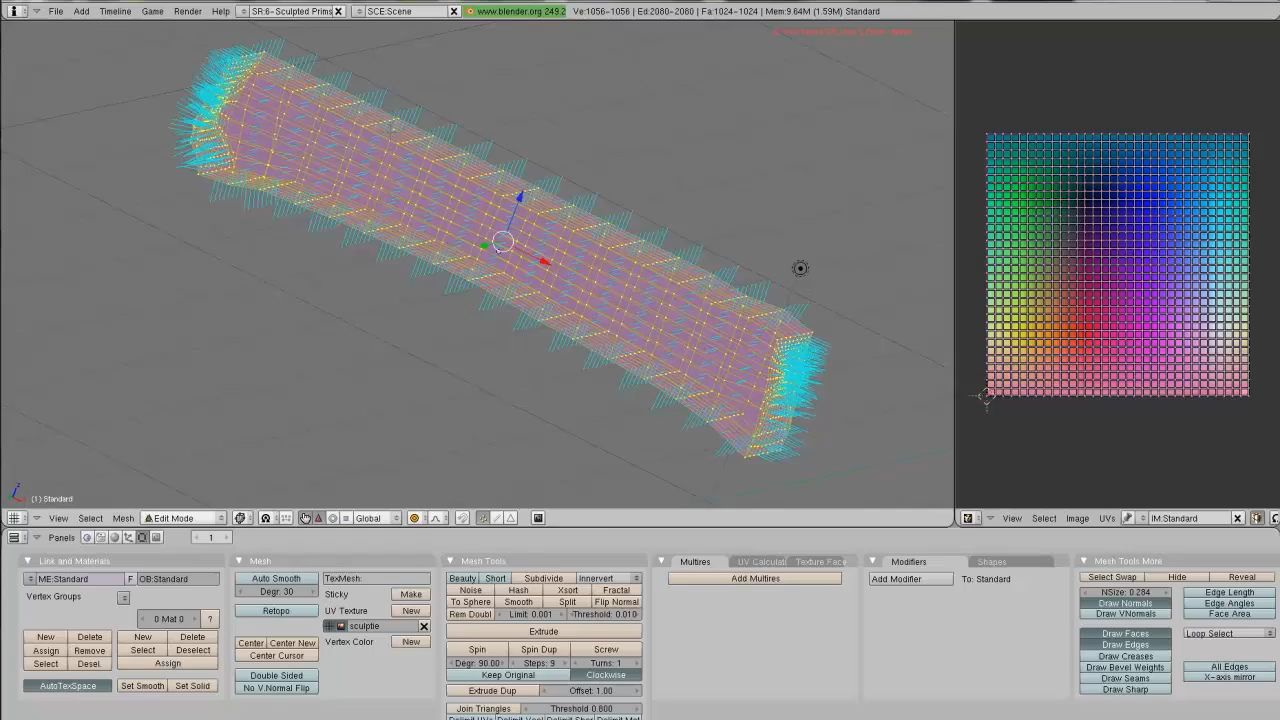 File Add Timeline Game Render Help SR:6-Sculpted Prims SCE:Scene www.blender.org 249.2 Ve:1056-1056 | Ed:2080-2080 | Fa:1024-1024 | Mem:9.64M (1.59M) Standard
(1) Standard
View Select Mesh Edit Mode Global View Select Image UVs IM:Standard
Panels 1
Link and Materials
ME:Standard F OB:Standard
Vertex Groups
0 Mat 0 ?
New Delete New Delete
Assign Remove Select Deselect
Select Desel. Assign
AutoTexSpace Set Smooth Set Solid
Mesh
Auto Smooth TexMesh:
Degr: 30 Sticky Make
Retopo UV Texture New
sculptie
Center Center New Vertex Color New
Center Cursor
Double Sided
No V.Normal Flip
Mesh Tools
Beauty Short Subdivide Innervert
Noise Hash Xsort Fractal
To Sphere Smooth Split Flip Normal
Rem Doubl Limit: 0.001 Threshold: 0.010
Extrude
Spin Spin Dup Screw
Degr: 90.00 Steps: 9 Turns: 1
Keep Original Clockwise
Extrude Dup Offset: 1.00
Join Triangles Threshold 0.800
Multires UV Calculati Texture Face
Add Multires
Modifiers Shapes
Add Modifier To: Standard
Mesh Tools More
Select Swap Hide Reveal
NSize: 0.284 Edge Length
Draw Normals Edge Angles
Draw VNormals Face Area
Draw Faces Loop Select
Draw Edges
Draw Creases
Draw Bevel Weights All Edges
Draw Seams X-axis mirror
Draw Sharp